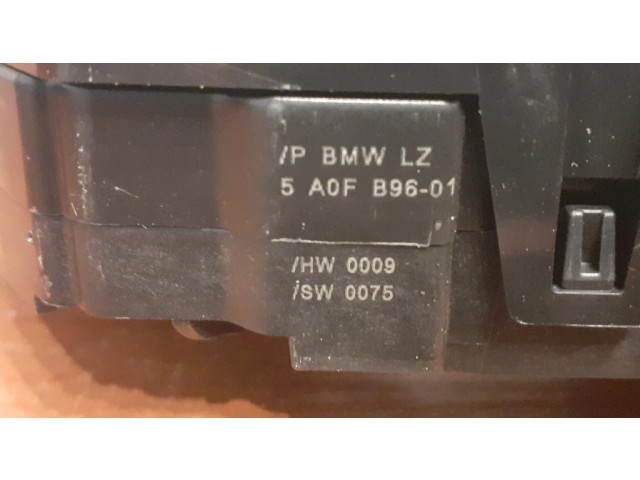 /P BMW LZ
5 A0F B96-01
/HW 0009
/SW 0075